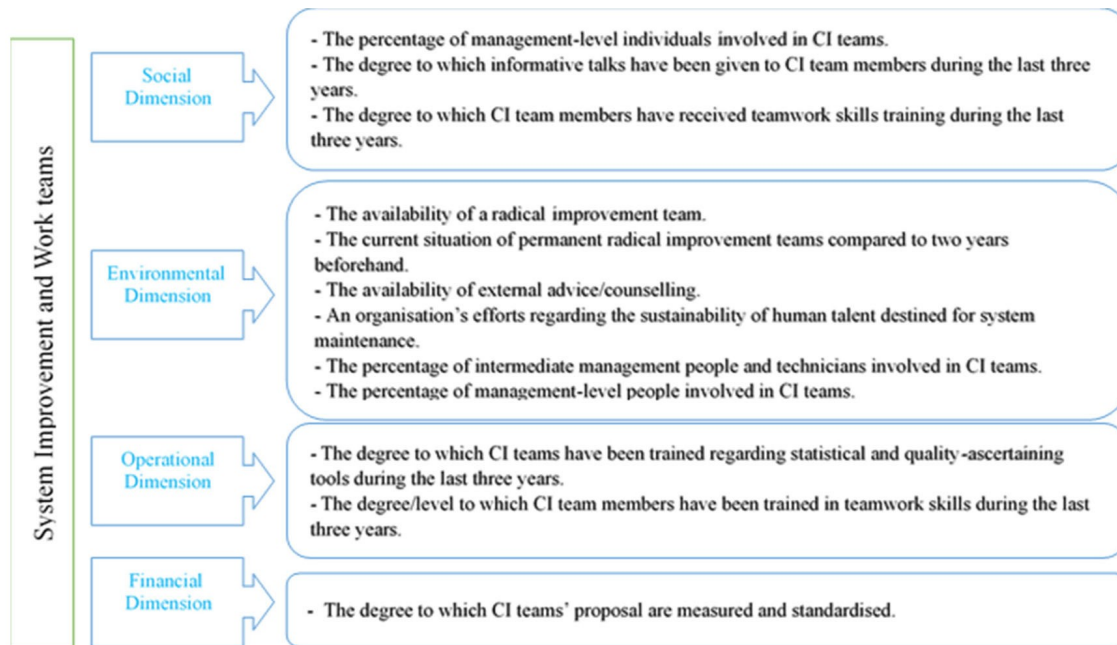 System Improvement and Work teams
Social
Dimension
- The percentage of management-level individuals involved in CI teams.
- The degree to which informative talks have been given to CI team members during the last three
years.
- The degree to which CI team members have received teamwork skills training during the last
three years.
Environmental
Dimension
- The availability of a radical improvement team.
- The current situation of permanent radical improvement teams compared to two years
beforehand.
- The availability of external advice/counselling.
- An organisation's efforts regarding the sustainability of human talent destined for system
maintenance.
- The percentage of intermediate management people and technicians involved in CI teams.
- The percentage of management-level people involved in CI teams.
Operational
Dimension
- The degree to which CI teams have been trained regarding statistical and quality-ascertaining
tools during the last three years.
- The degree/level to which CI team members have been trained in teamwork skills during the last
three years.
Financial
Dimension
- The degree to which CI teams' proposal are measured and standardised.